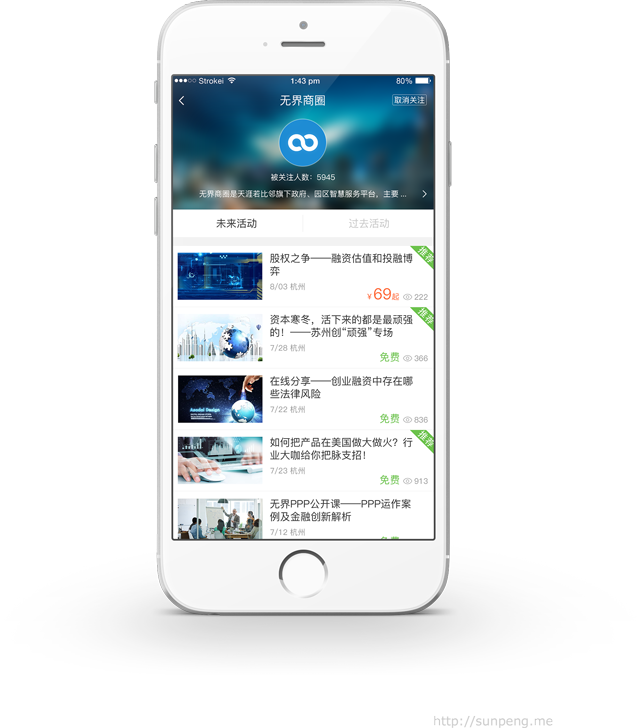 Strokei 1:43 pm 80%
无界商圈 取消关注
被关注人数：5945
无界商圈是天涯若比邻旗下政府、园区智慧服务平台，主要 ...
未来活动 过去活动
推荐
股权之争——融资估值和投融博
弈
8/03 杭州
¥69起 222
推荐
资本寒冬，活下来的都是最顽强
的！——苏州创“顽强”专场
7/28 杭州
免费 366
在线分享——创业融资中存在哪
些法律风险
7/22 杭州
免费 836
推荐
如何把产品在美国做大做火？行
业大咖给你把脉支招！
7/23 杭州
免费 913
无界PPP公开课——PPP运作案
例及金融创新解析
7/12 杭州
http://sunpeng.me